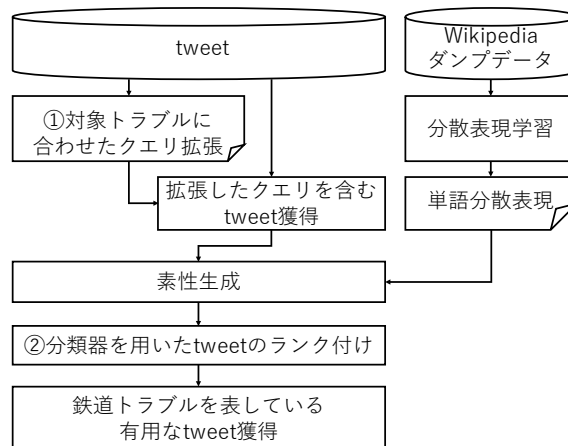 tweet
Wikipedia
ダンプデータ
①対象トラブルに
合わせたクエリ拡張
分散表現学習
拡張したクエリを含む
tweet獲得
単語分散表現
素性生成
②分類器を用いたtweetのランク付け
鉄道トラブルを表している
有用なtweet獲得